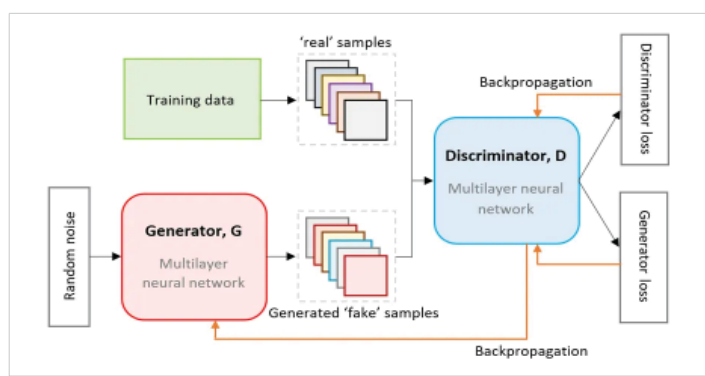 'real' samples
Training data
Backpropagation
Discriminator loss
Discriminator, D
Multilayer neural
network
Random noise
Generator, G
Multilayer
neural network
Generated 'fake' samples
Generator loss
Backpropagation